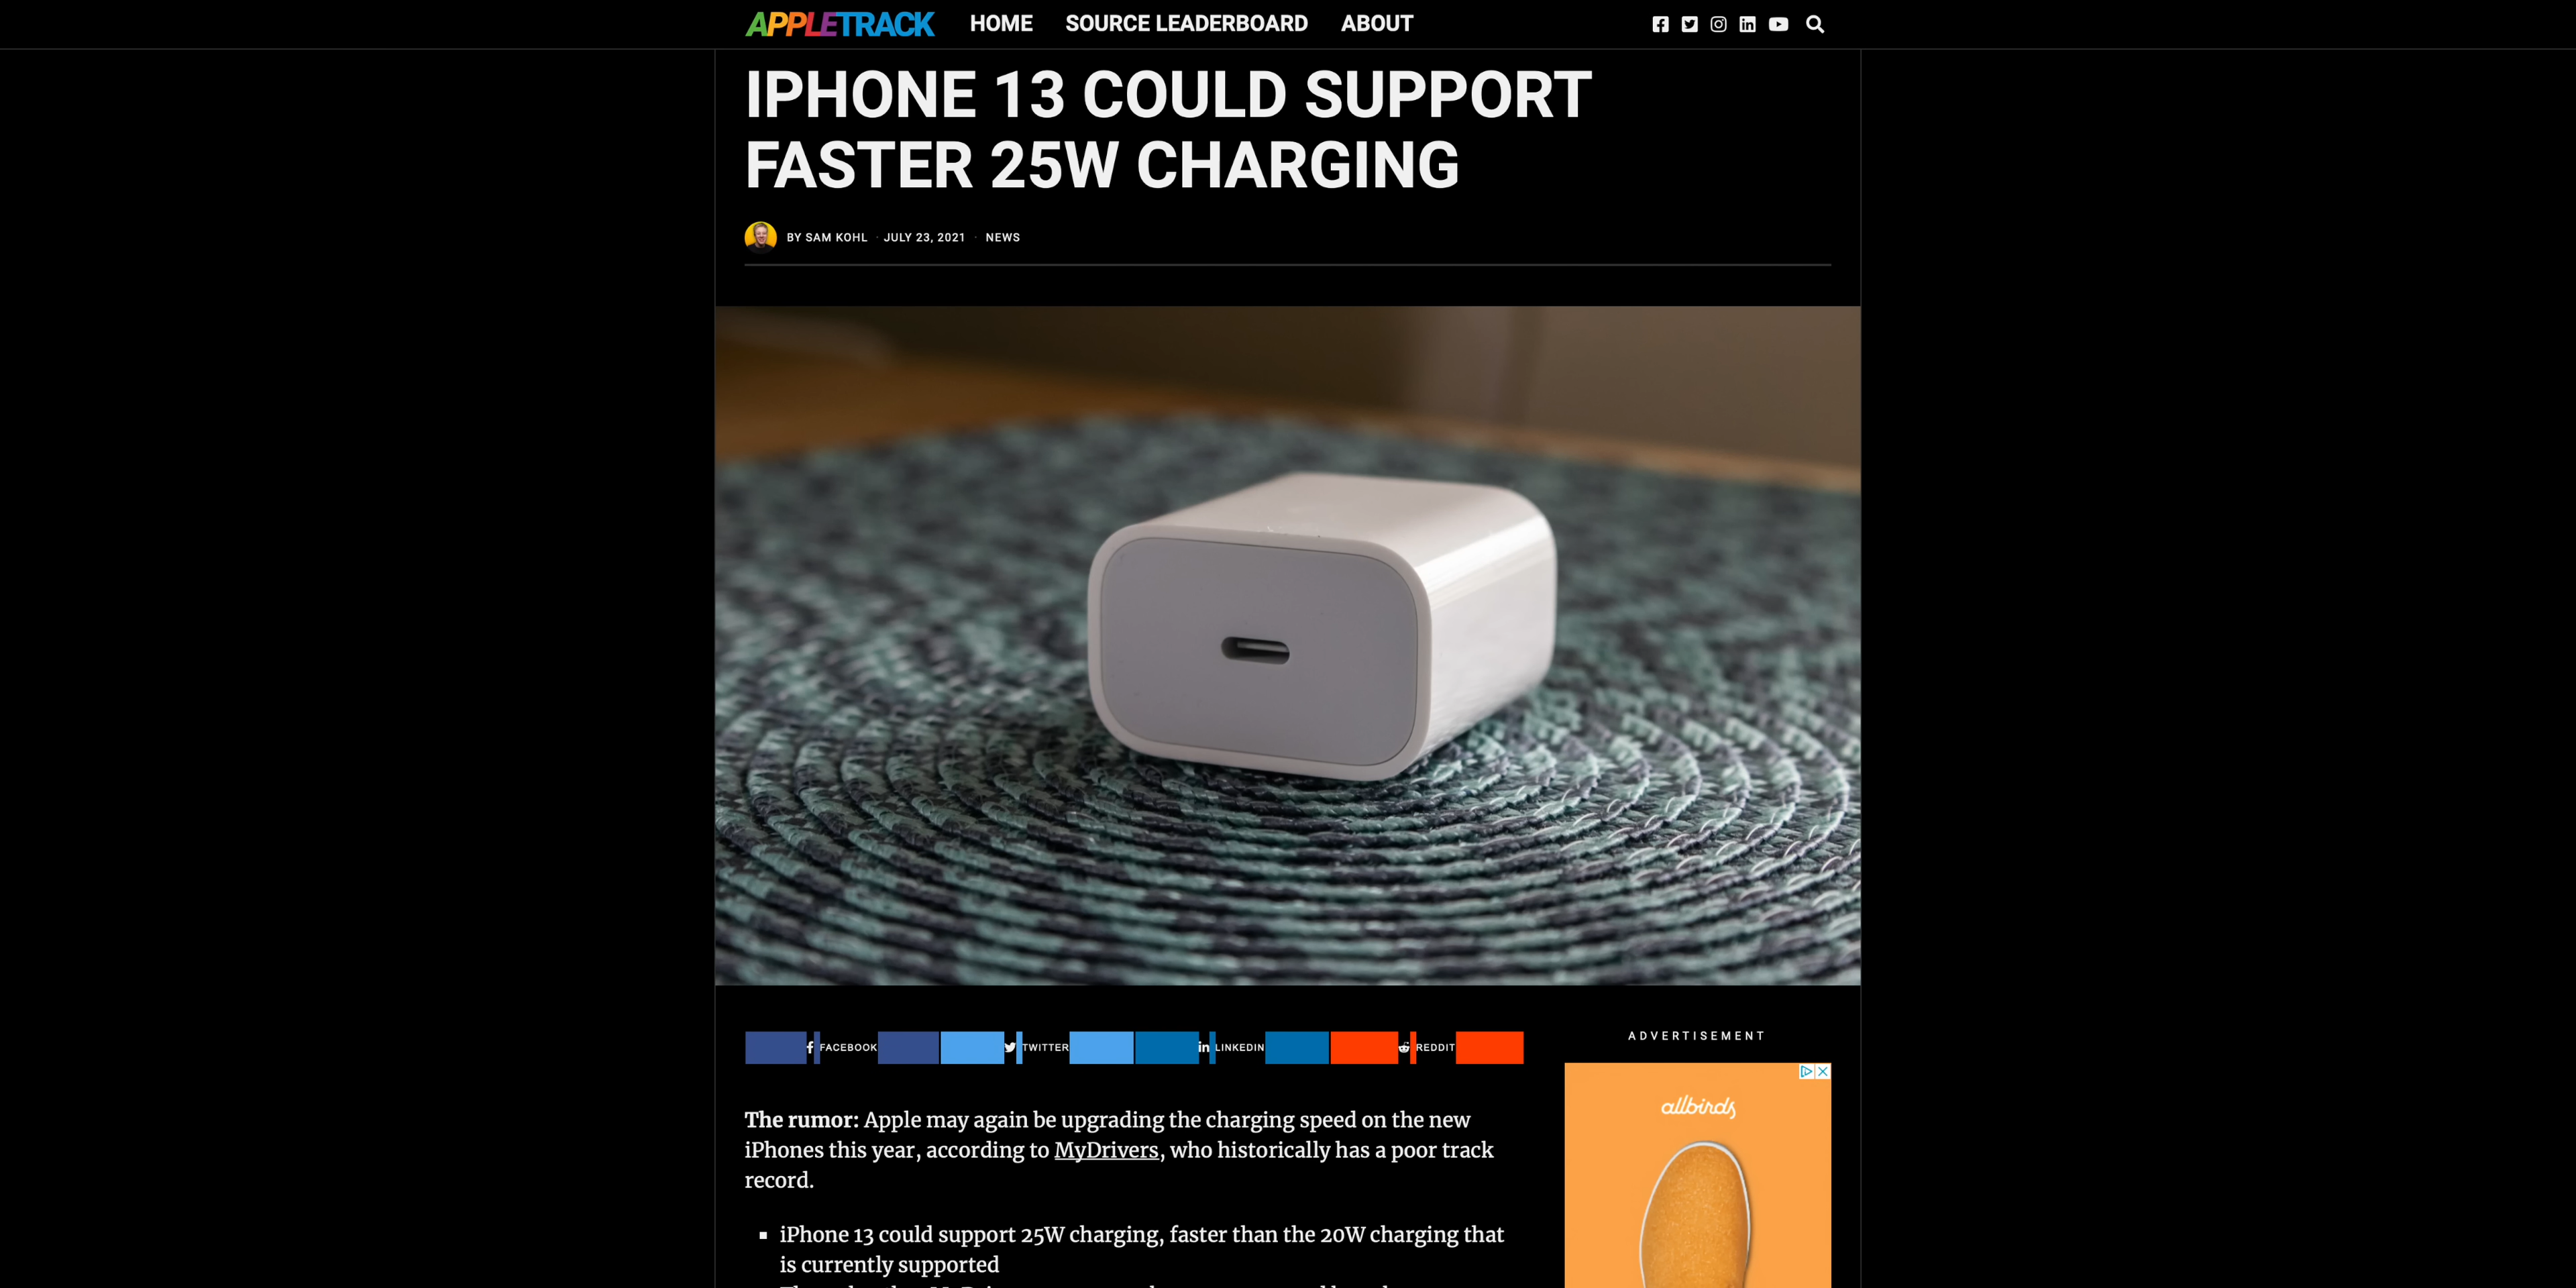 APPLETRACK HOME SOURCE LEADERBOARD ABOUT
IPHONE 13 COULD SUPPORT
FASTER 25W CHARGING
BY SAM KOHL · JULY 23, 2021 · NEWS
FACEBOOK TWITTER LINKEDIN REDDIT
The rumor: Apple may again be upgrading the charging speed on the new
iPhones this year, according to MyDrivers, who historically has a poor track
record.
▪ iPhone 13 could support 25W charging, faster than the 20W charging that
is currently supported
ADVERTISEMENT
allbirds